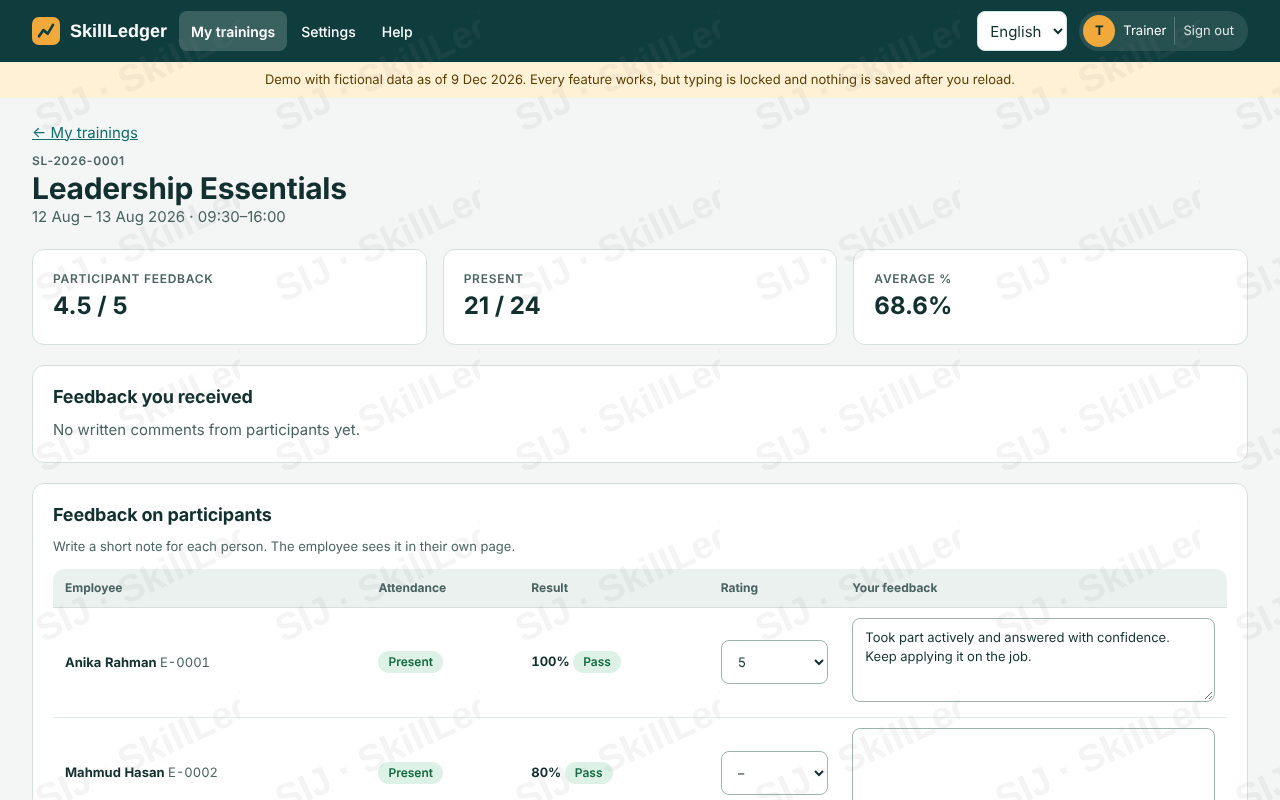 SkillLedger
My trainings
Settings
Help
English
T
Trainer
Sign out
Demo with fictional data as of 9 Dec 2026. Every feature works, but typing is locked and nothing is saved after you reload.
← My trainings
SL-2026-0001
Leadership Essentials
12 Aug – 13 Aug 2026 · 09:30–16:00
PARTICIPANT FEEDBACK
4.5 / 5
PRESENT
21 / 24
AVERAGE %
68.6%
Feedback you received
No written comments from participants yet.
Feedback on participants
Write a short note for each person. The employee sees it in their own page.
Employee Attendance Result Rating Your feedback
Anika Rahman E-0001 Present 100% Pass 5
Took part actively and answered with confidence.
Keep applying it on the job.
Mahmud Hasan E-0002 Present 80% Pass –